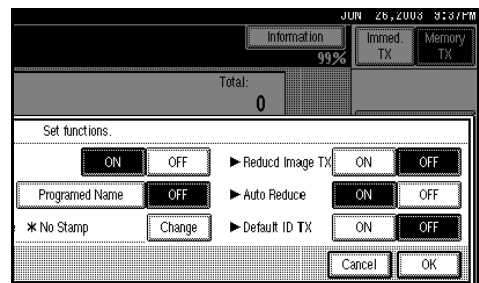 JUN 26,2003 9:37PM
Information Immed. TX Memory TX
99%
Total:
0
Set functions.
ON OFF ►Reducd Image TX ON OFF
Programed Name OFF ►Auto Reduce ON OFF
✱No Stamp Change ►Default ID TX ON OFF
Cancel OK